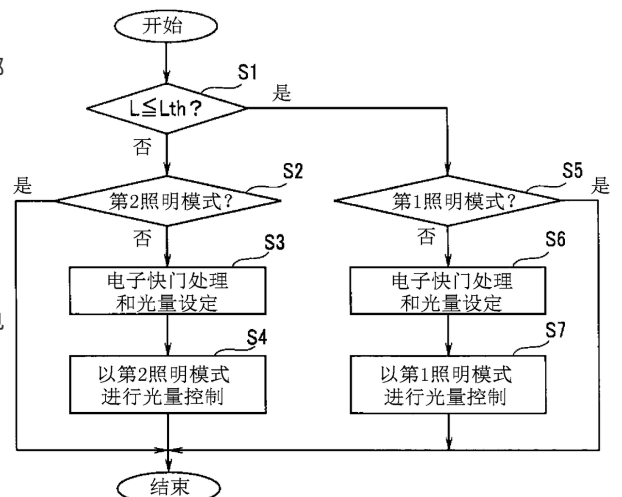 开始
S1
L≦Lth?
是
否
S2
第2照明模式?
是
否
S3
电子快门处理
和光量设定
S4
以第2照明模式
进行光量控制
S5
第1照明模式?
是
否
S6
电子快门处理
和光量设定
S7
以第1照明模式
进行光量控制
结束